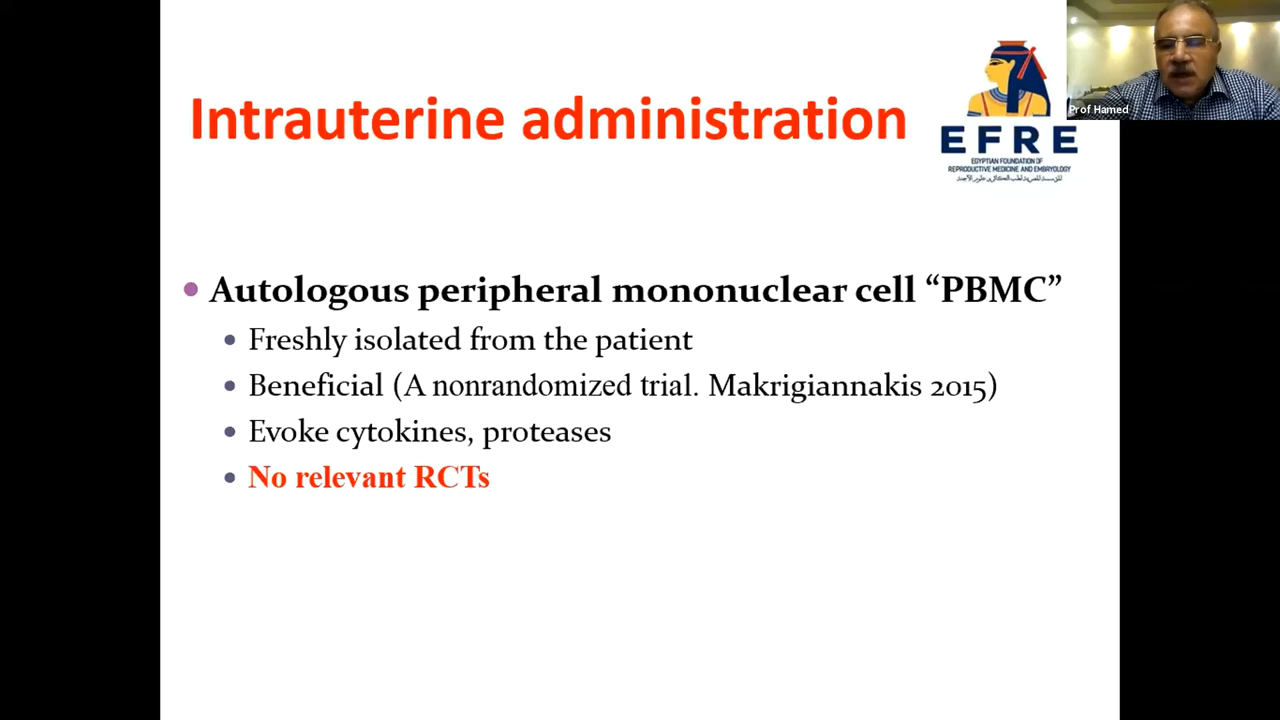 Intrauterine administration
Prof Hamed
EFRE
EGYPTIAN FOUNDATION OF
REPRODUCTIVE MEDICINE AND EMBRYOLOGY
• Autologous peripheral mononuclear cell “PBMC”
• Freshly isolated from the patient
• Beneficial (A nonrandomized trial. Makrigiannakis 2015)
• Evoke cytokines, proteases
• No relevant RCTs